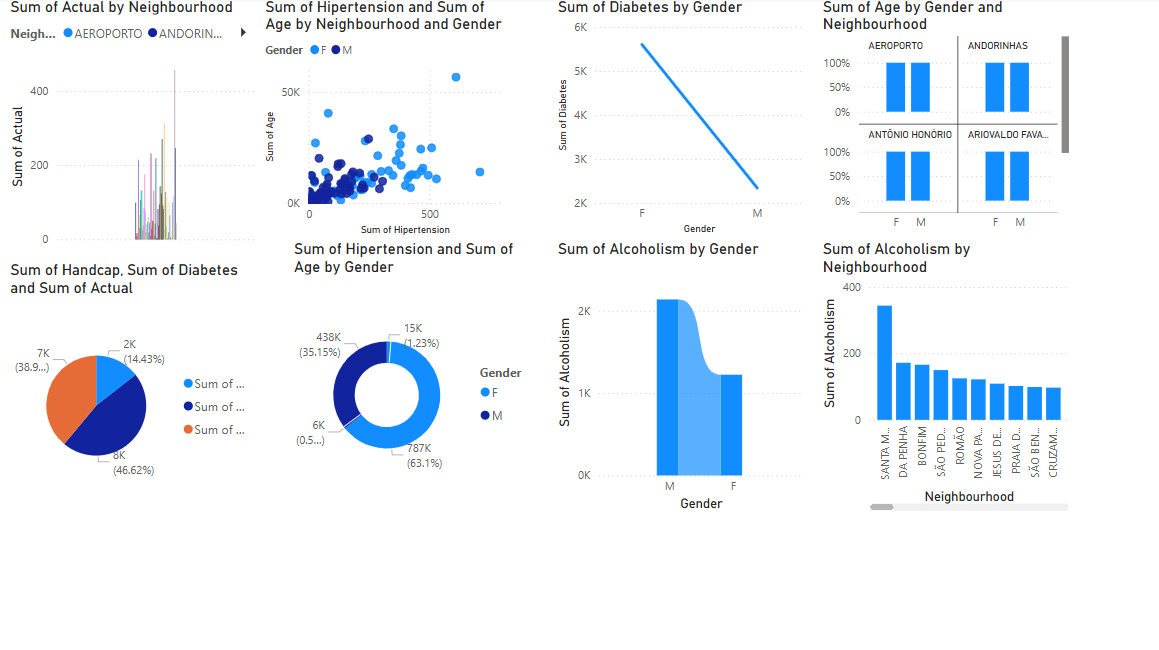 Sum of Actual by Neighbourhood
Neigh... AEROPORTO ANDORIN...
Sum of Actual
400
200
0
Sum of Hipertension and Sum of
Age by Neighbourhood and Gender
Gender F M
Sum of Age
50K
0K
0 500
Sum of Hipertension
Sum of Diabetes by Gender
Sum of Diabetes
6K
5K
4K
3K
2K
F M
Gender
Sum of Age by Gender and
Neighbourhood
AEROPORTO ANDORINHAS
100%
50%
0%
ANTÔNIO HONÓRIO ARIOVALDO FAVA...
100%
50%
0%
F M F M
Sum of Handcap, Sum of Diabetes
and Sum of Actual
2K
(14.43%)
7K
(38.9...)
8K
(46.62%)
Sum of ...
Sum of ...
Sum of ...
Sum of Hipertension and Sum of
Age by Gender
15K
(1.23%)
438K
(35.15%)
6K
(0.5...)
787K
(63.1%)
Gender
F
M
Sum of Alcoholism by Gender
Sum of Alcoholism
2K
1K
0K
M F
Gender
Sum of Alcoholism by
Neighbourhood
Sum of Alcoholism
400
200
0
SANTA M...
DA PENHA
BONFIM
SÃO PED...
ROMÃO
NOVA PA...
JESUS DE...
PRAIA D...
SÃO BEN...
CRUZAM...
Neighbourhood